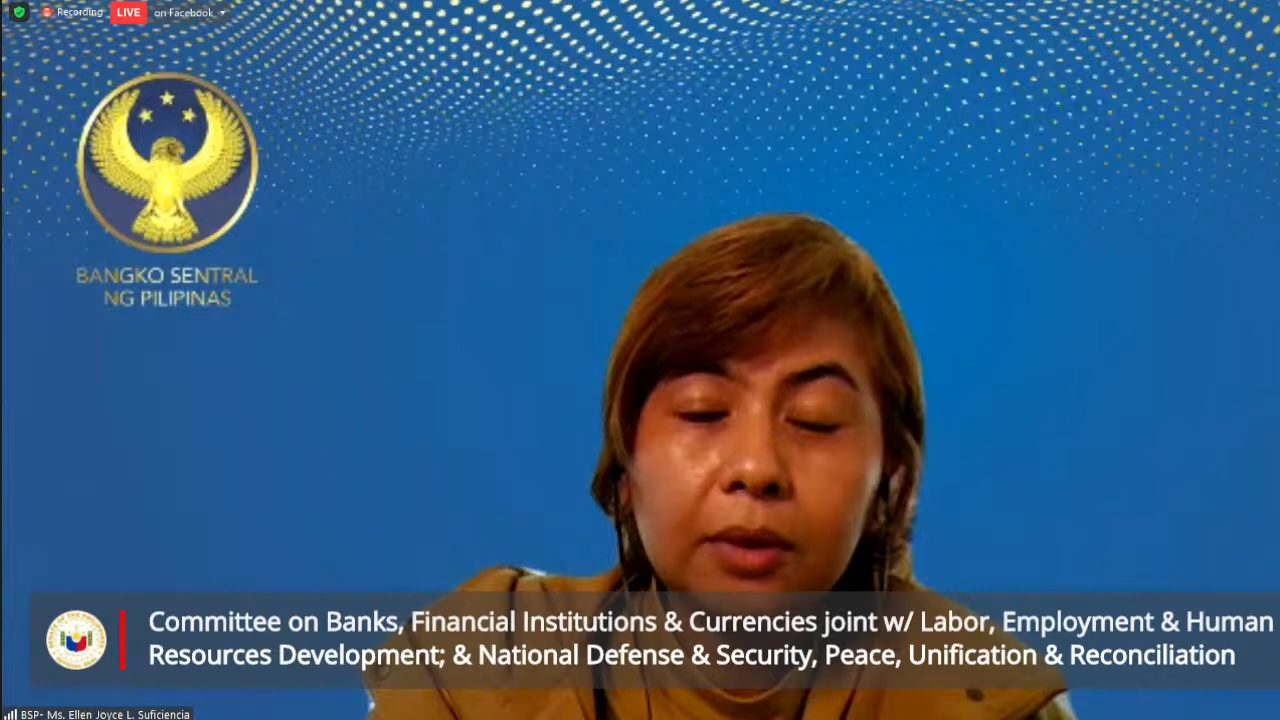 Recording LIVE on Facebook
BANGKO SENTRAL
NG PILIPINAS
Committee on Banks, Financial Institutions & Currencies joint w/ Labor, Employment & Human
Resources Development; & National Defense & Security, Peace, Unification & Reconciliation
BSP- Ms. Ellen Joyce L. Suficiencia